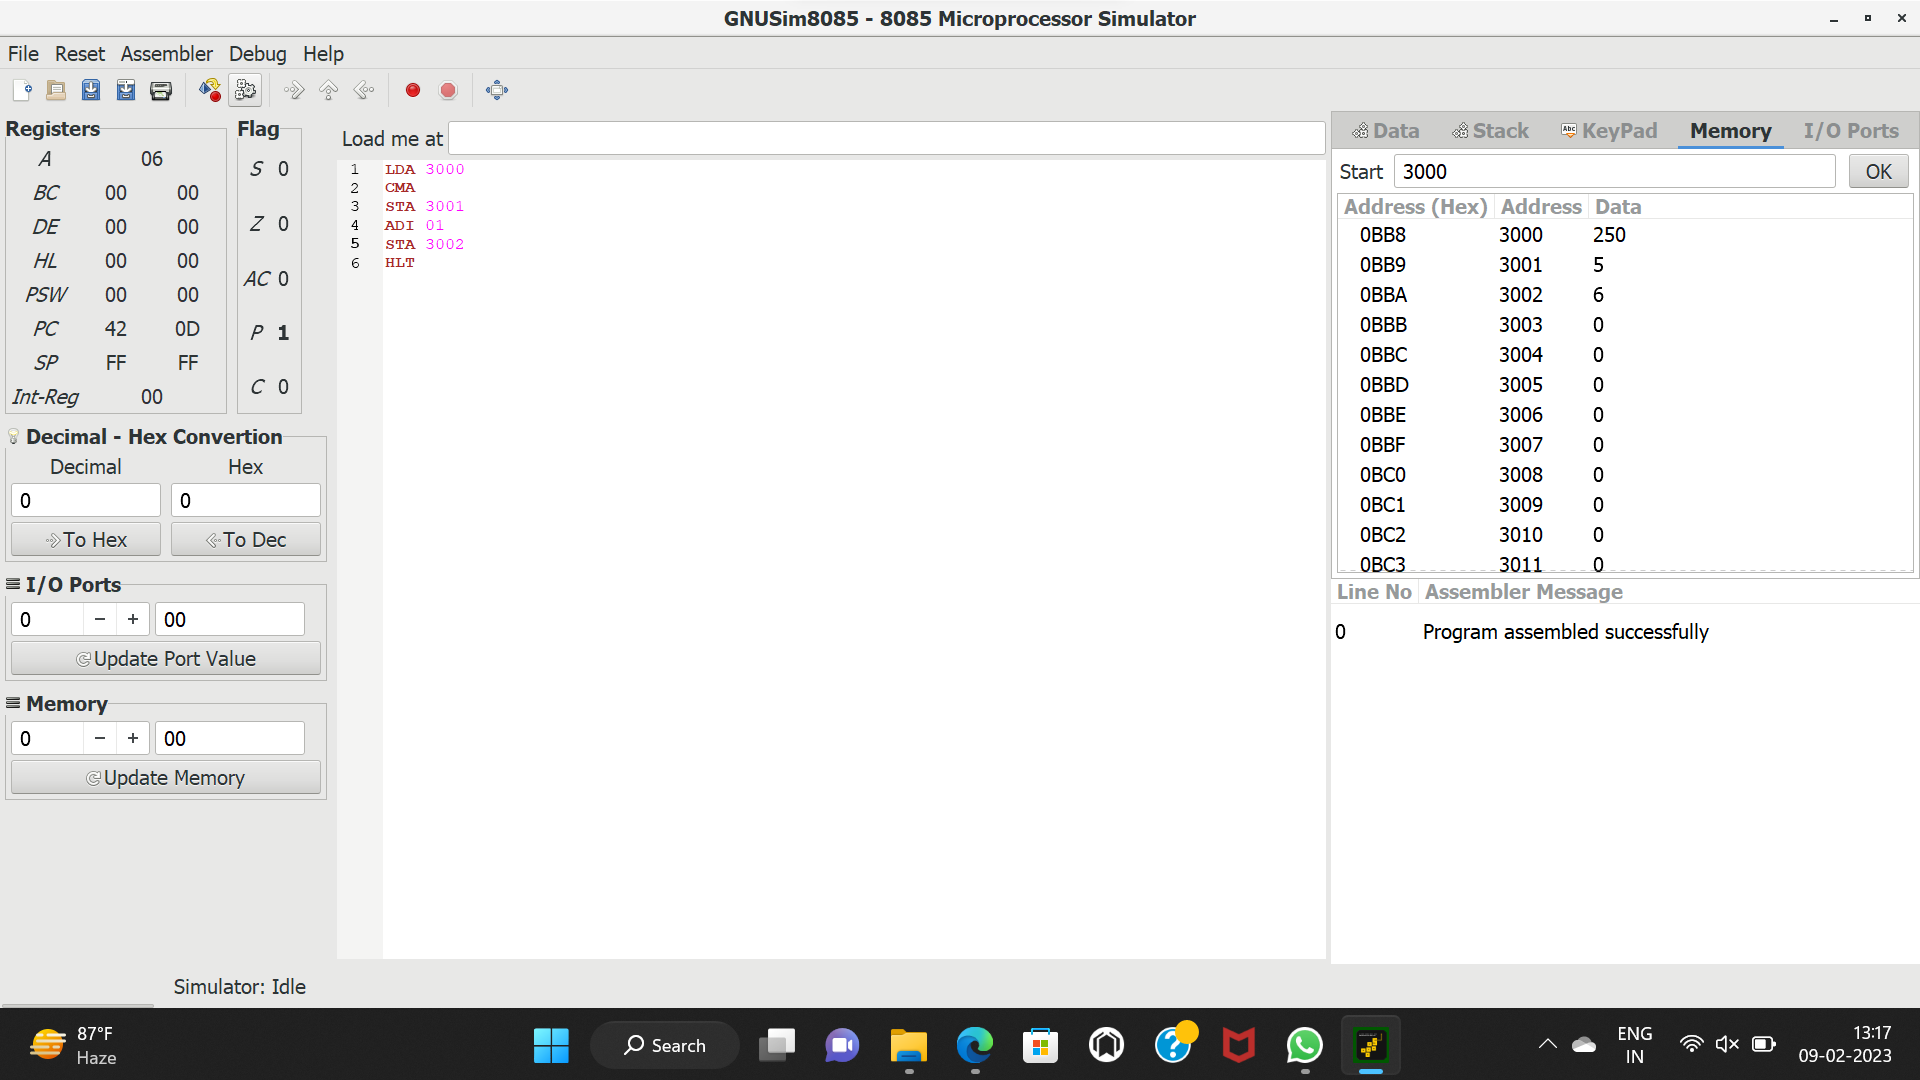 GNUSim8085 - 8085 Microprocessor Simulator
File Reset Assembler Debug Help
Registers
A 06
BC 00 00
DE 00 00
HL 00 00
PSW 00 00
PC 42 0D
SP FF FF
Int-Reg 00
Flag
S 0
Z 0
AC 0
P 1
C 0
Decimal - Hex Convertion
Decimal Hex
0 0
To Hex To Dec
I/O Ports
0 − + 00
Update Port Value
Memory
0 − + 00
Update Memory
Load me at
1 LDA 3000
2 CMA
3 STA 3001
4 ADI 01
5 STA 3002
6 HLT
Data Stack Abc KeyPad Memory I/O Ports
Start 3000 OK
Address (Hex) Address Data
0BB8 3000 250
0BB9 3001 5
0BBA 3002 6
0BBB 3003 0
0BBC 3004 0
0BBD 3005 0
0BBE 3006 0
0BBF 3007 0
0BC0 3008 0
0BC1 3009 0
0BC2 3010 0
0BC3 3011 0
Line No Assembler Message
0 Program assembled successfully
Simulator: Idle
87°F
Haze
Search
ENG
IN
13:17
09-02-2023